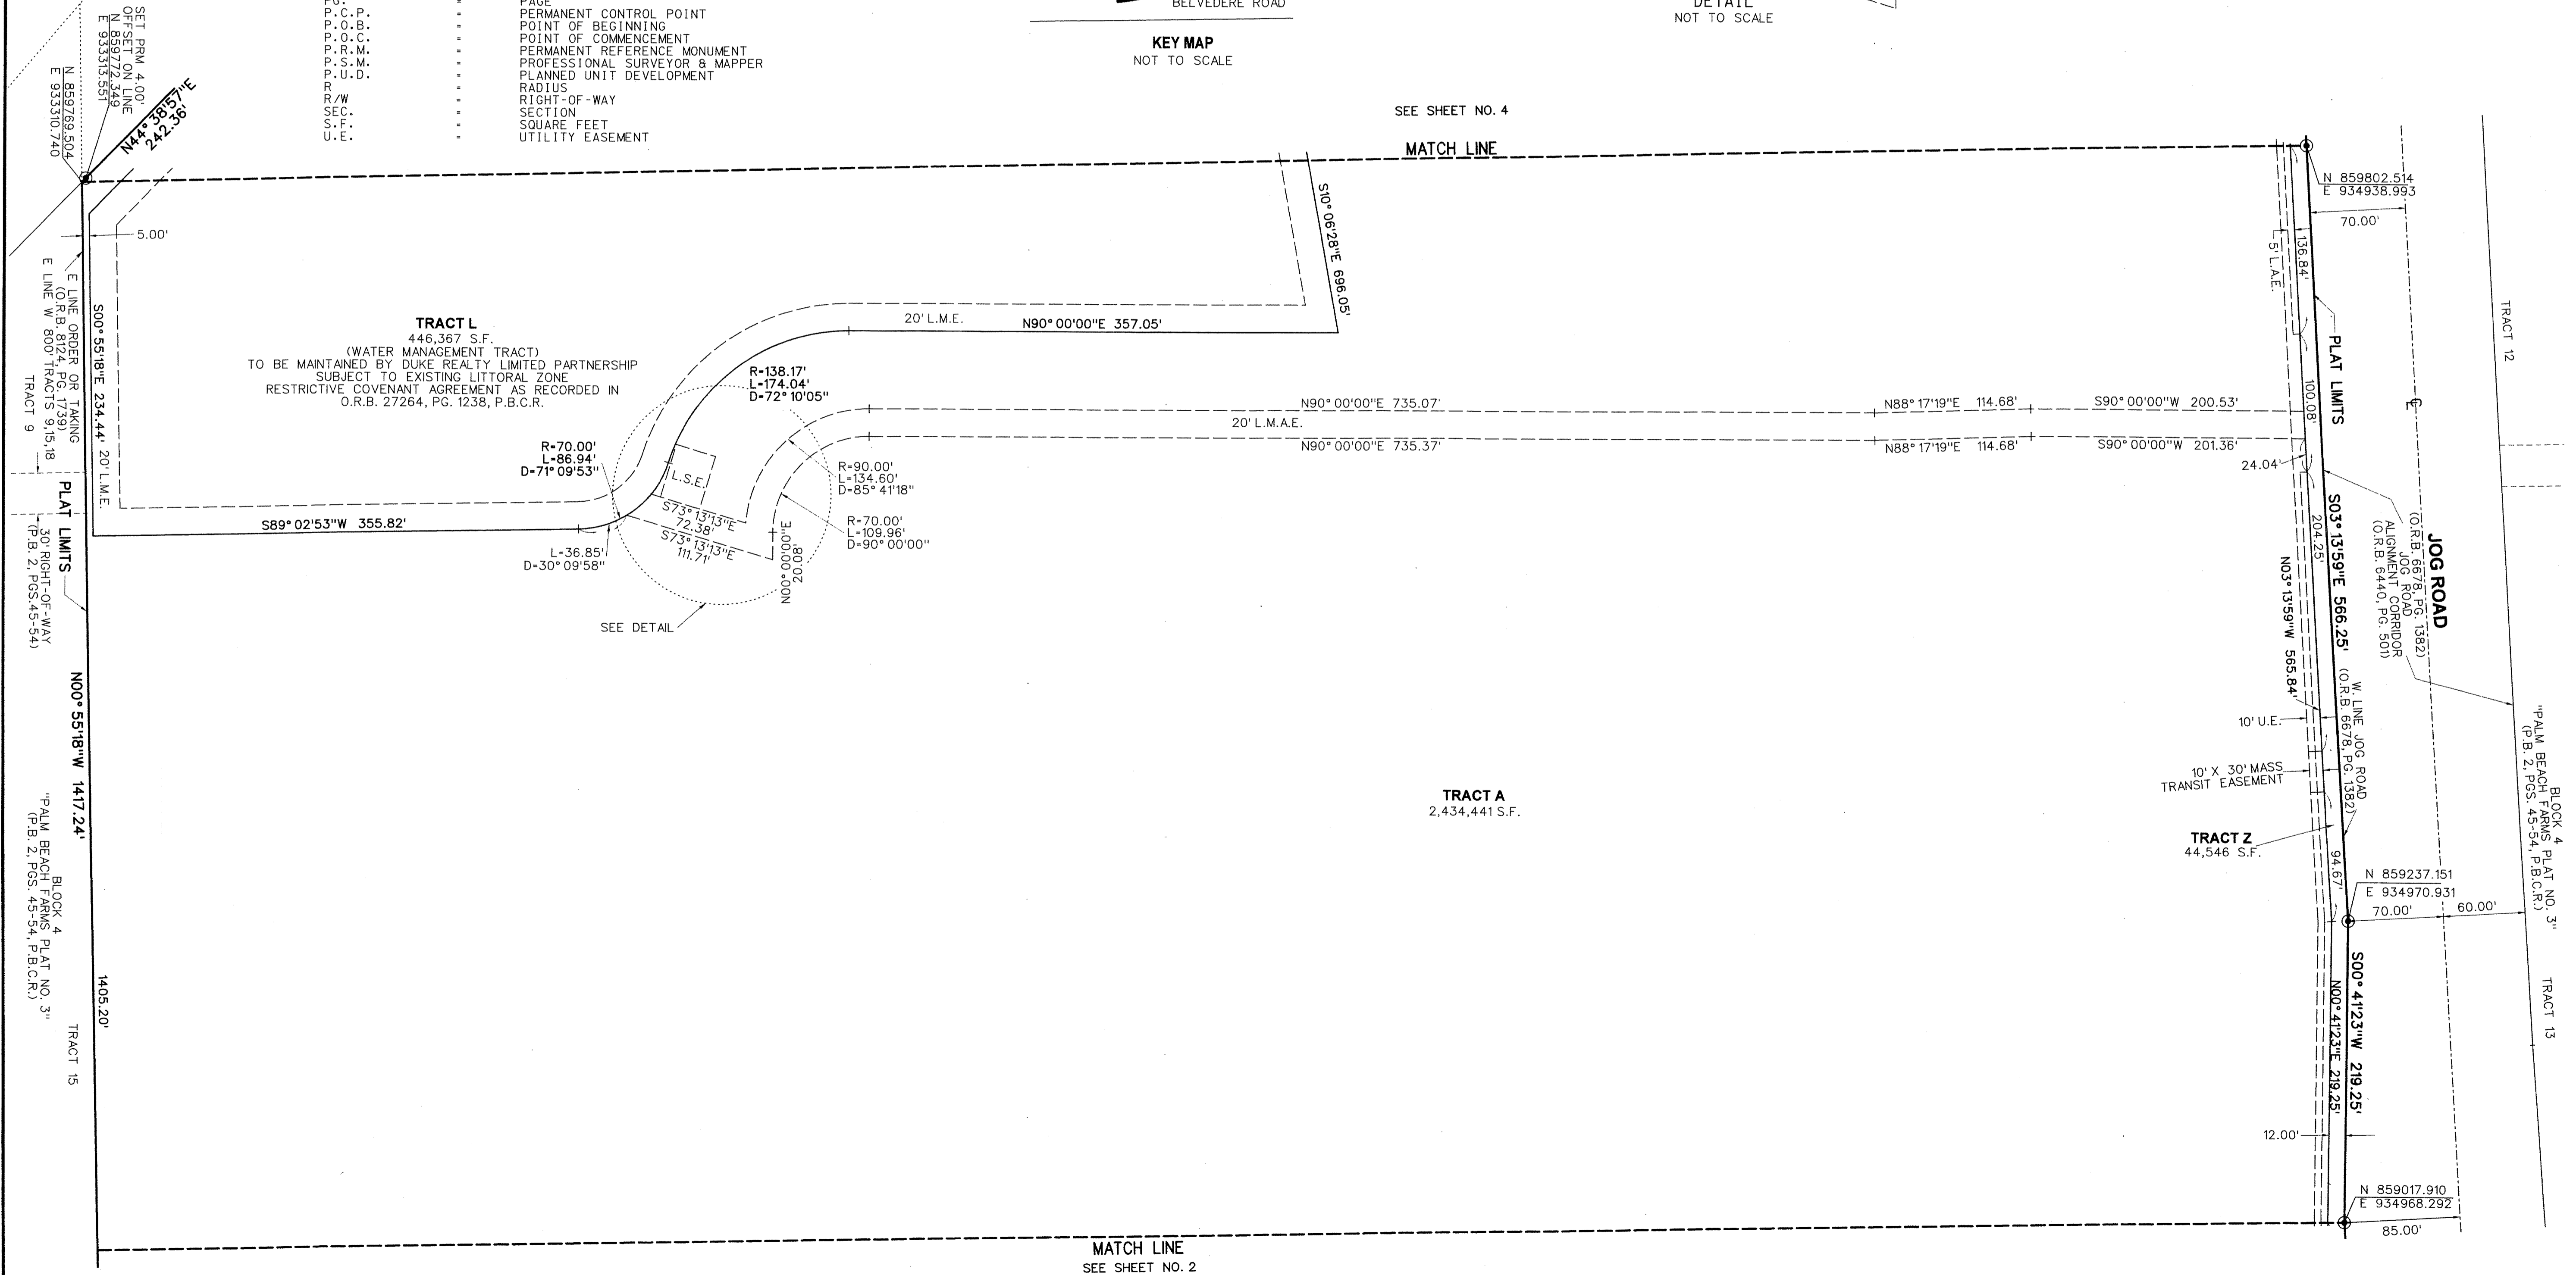 PG. = PAGE
P.C.P. = PERMANENT CONTROL POINT
P.O.B. = POINT OF BEGINNING
P.O.C. = POINT OF COMMENCEMENT
P.R.M. = PERMANENT REFERENCE MONUMENT
P.S.M. = PROFESSIONAL SURVEYOR & MAPPER
P.U.D. = PLANNED UNIT DEVELOPMENT
R = RADIUS
R/W = RIGHT-OF-WAY
SEC. = SECTION
S.F. = SQUARE FEET
U.E. = UTILITY EASEMENT
BELVEDERE ROAD
KEY MAP
NOT TO SCALE
DETAIL
NOT TO SCALE
SEE SHEET NO. 4
MATCH LINE
SET PRM 4.00'
OFFSET ON LINE
N 859772.349
E 933313.551
N 859769.504
E 933310.740
N44°38'57"E
242.36'
5.00'
E LINE ORDER OR TAKING
(O.R.B. 8124, PG. 1739)
E LINE W 800' TRACTS 9,15,18
TRACT 9
S00°55'18"E 234.44'
20' L.M.E.
TRACT L
446,367 S.F.
(WATER MANAGEMENT TRACT)
TO BE MAINTAINED BY DUKE REALTY LIMITED PARTNERSHIP
SUBJECT TO EXISTING LITTORAL ZONE
RESTRICTIVE COVENANT AGREEMENT AS RECORDED IN
O.R.B. 27264, PG. 1238, P.B.C.R.
20' L.M.E.
N90°00'00"E 357.05'
S10°06'28"E 696.05'
R=138.17'
L=174.04'
D=72°10'05"
R=70.00'
L=86.94'
D=71°09'53"
L.S.E.
R=90.00'
L=134.60'
D=85°41'18"
R=70.00'
L=109.96'
D=90°00'00"
S73°13'13"E
72.38'
S73°13'13"E
111.71'
N00°00'00"E
20.08'
L=36.85'
D=30°09'58"
SEE DETAIL
S89°02'53"W 355.82'
N90°00'00"E 735.07'
20' L.M.A.E.
N90°00'00"E 735.37'
N88°17'19"E 114.68'
N88°17'19"E 114.68'
S90°00'00"W 200.53'
S90°00'00"W 201.36'
24.04'
PLAT LIMITS
30' RIGHT-OF-WAY
(P.B. 2, PGS.45-54)
N00°55'18"W 1417.24'
BLOCK 4
"PALM BEACH FARMS PLAT NO. 3"
(P.B. 2, PGS. 45-54, P.B.C.R.)
1405.20'
TRACT 15
TRACT A
2,434,441 S.F.
N 859802.514
E 934938.993
70.00'
5' L.A.E.
136.84'
PLAT LIMITS
100.08'
204.25'
S03°13'59"E 566.25'
N03°13'59"W 565.84'
10' U.E.
10' X 30' MASS
TRANSIT EASEMENT
W. LINE JOG ROAD
(O.R.B. 6678, PG. 1382)
TRACT Z
44,546 S.F.
94.67'
JOG ROAD
(O.R.B. 6678, PG. 1382)
JOG ROAD
ALIGNMENT CORRIDOR
(O.R.B. 6440, PG. 501)
CL
TRACT 12
BLOCK 4
"PALM BEACH FARMS PLAT NO. 3"
(P.B. 2, PGS. 45-54, P.B.C.R.)
TRACT 13
N 859237.151
E 934970.931
70.00'
60.00'
S00°41'23"W 219.25'
N00°41'23"E 219.25'
12.00'
N 859017.910
E 934968.292
85.00'
MATCH LINE
SEE SHEET NO. 2